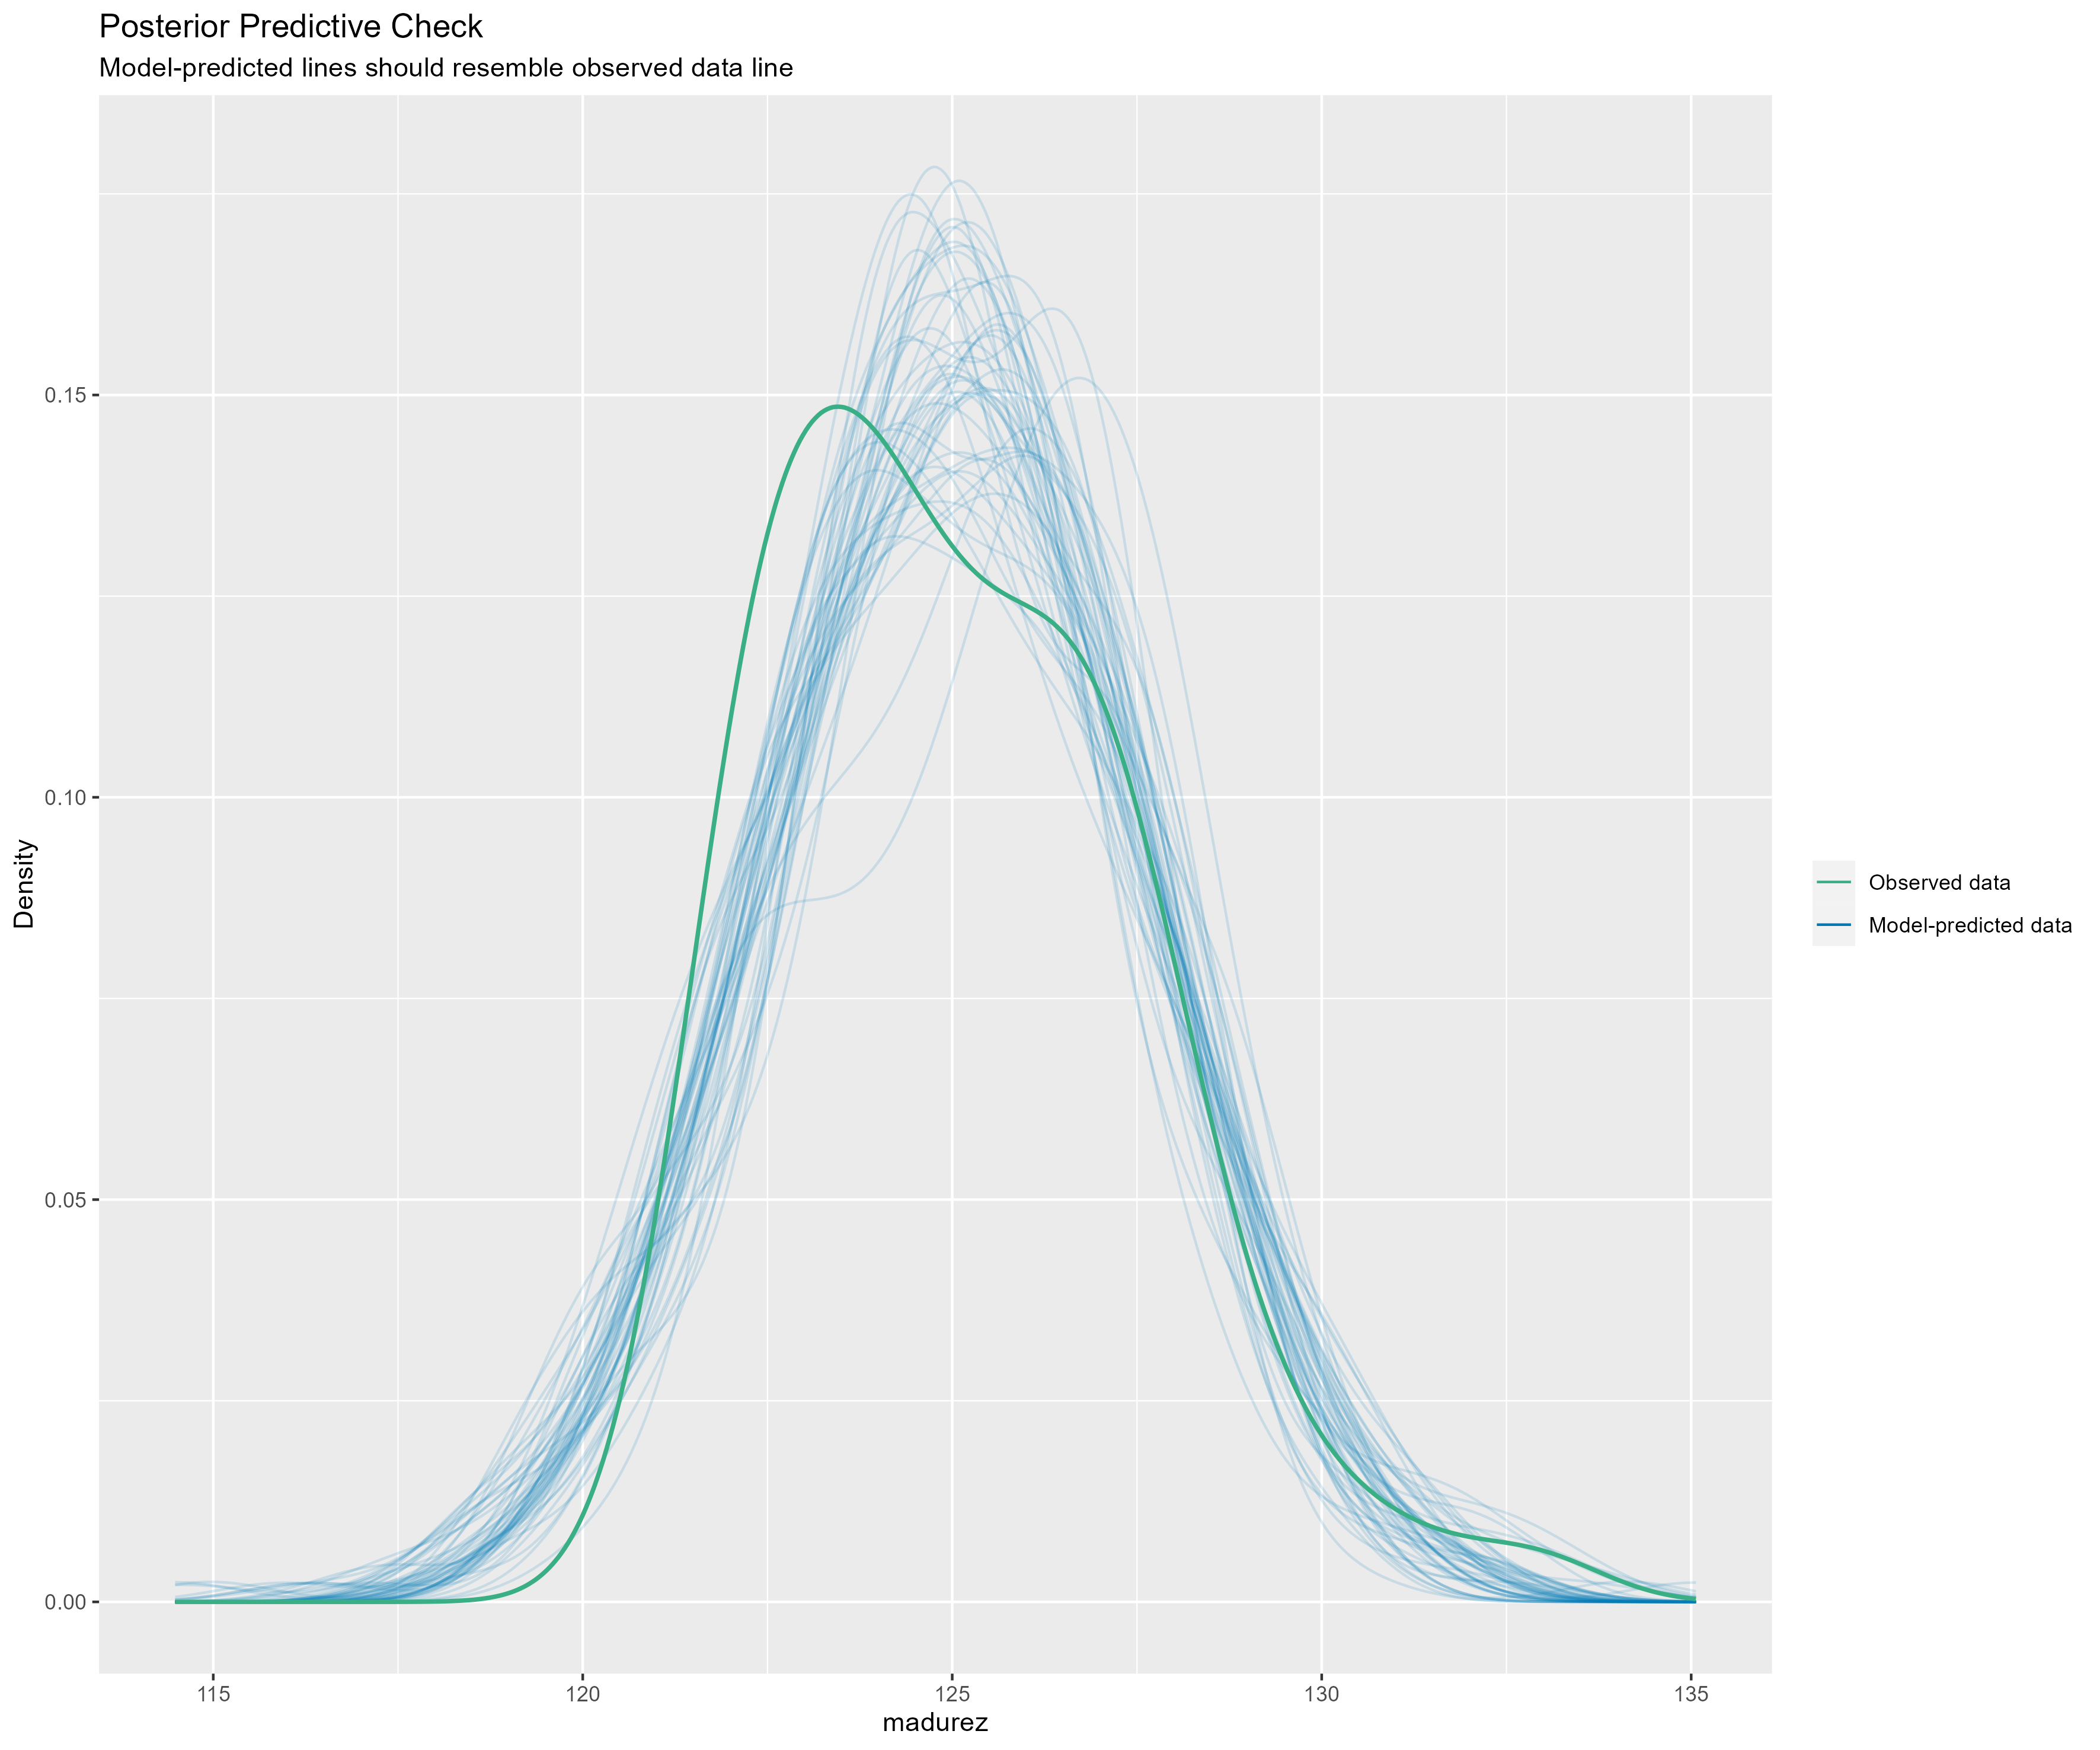 Posterior Predictive Check
Model-predicted lines should resemble observed data line
Density
0.15
0.10
0.05
0.00
115
120
125
130
135
madurez
Observed data
Model-predicted data